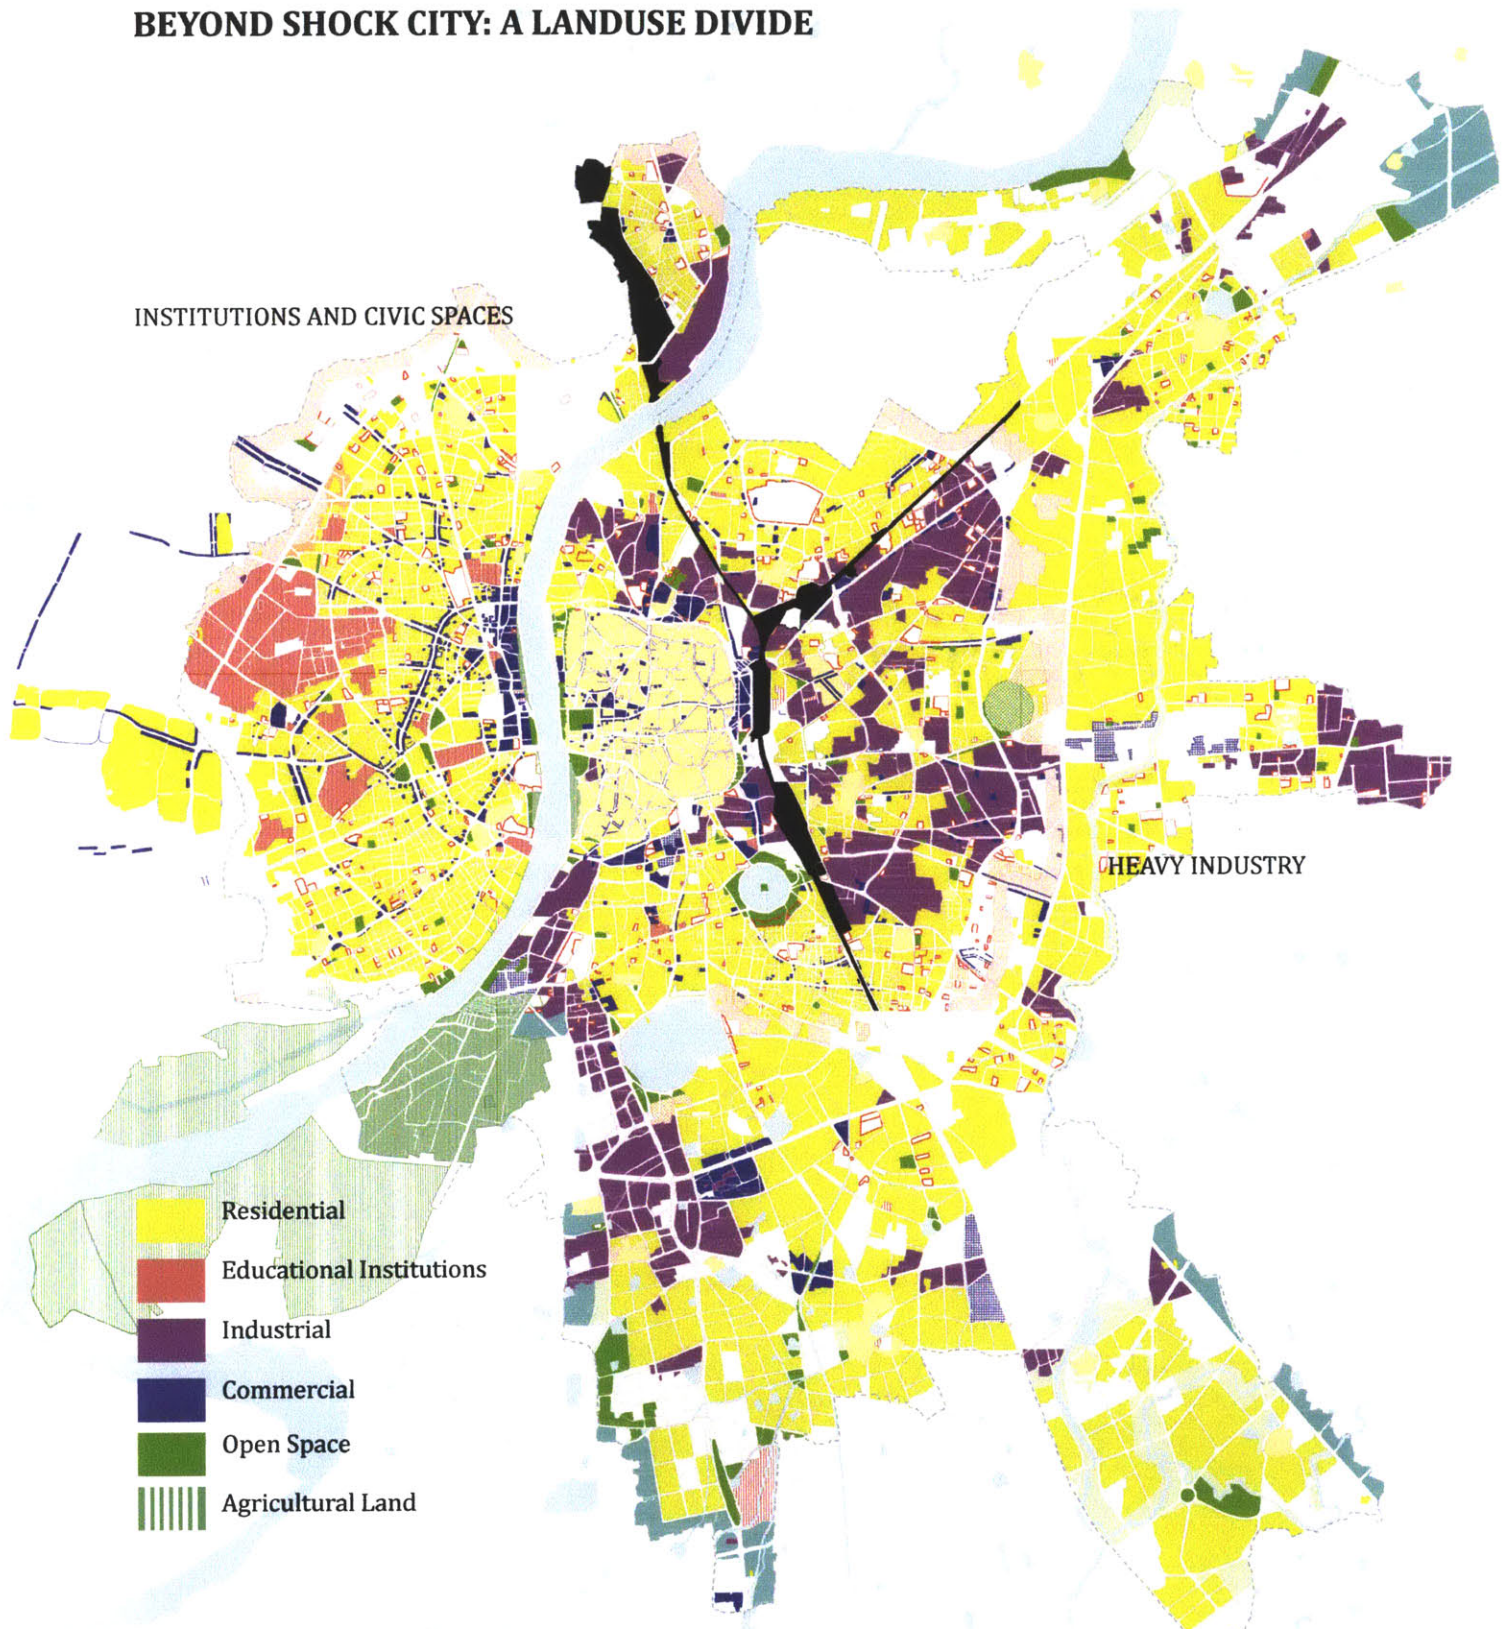 BEYOND SHOCK CITY: A LANDUSE DIVIDE
INSTITUTIONS AND CIVIC SPACES
HEAVY INDUSTRY
Residential
Educational Institutions
Industrial
Commercial
Open Space
Agricultural Land